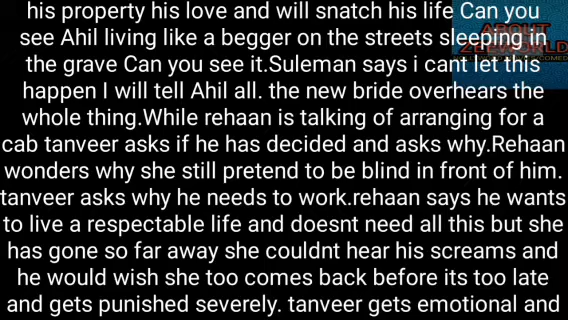 his property his love and will snatch his life Can you
see Ahil living like a begger on the streets sleeping in
the grave Can you see it.Suleman says i cant let this
happen I will tell Ahil all. the new bride overhears the
whole thing.While rehaan is talking of arranging for a
cab tanveer asks if he has decided and asks why.Rehaan
wonders why she still pretend to be blind in front of him.
tanveer asks why he needs to work.rehaan says he wants
to live a respectable life and doesnt need all this but she
has gone so far away she couldnt hear his screams and
he would wish she too comes back before its too late
and gets punished severely. tanveer gets emotional and
ABOUT
ZEEWORLD